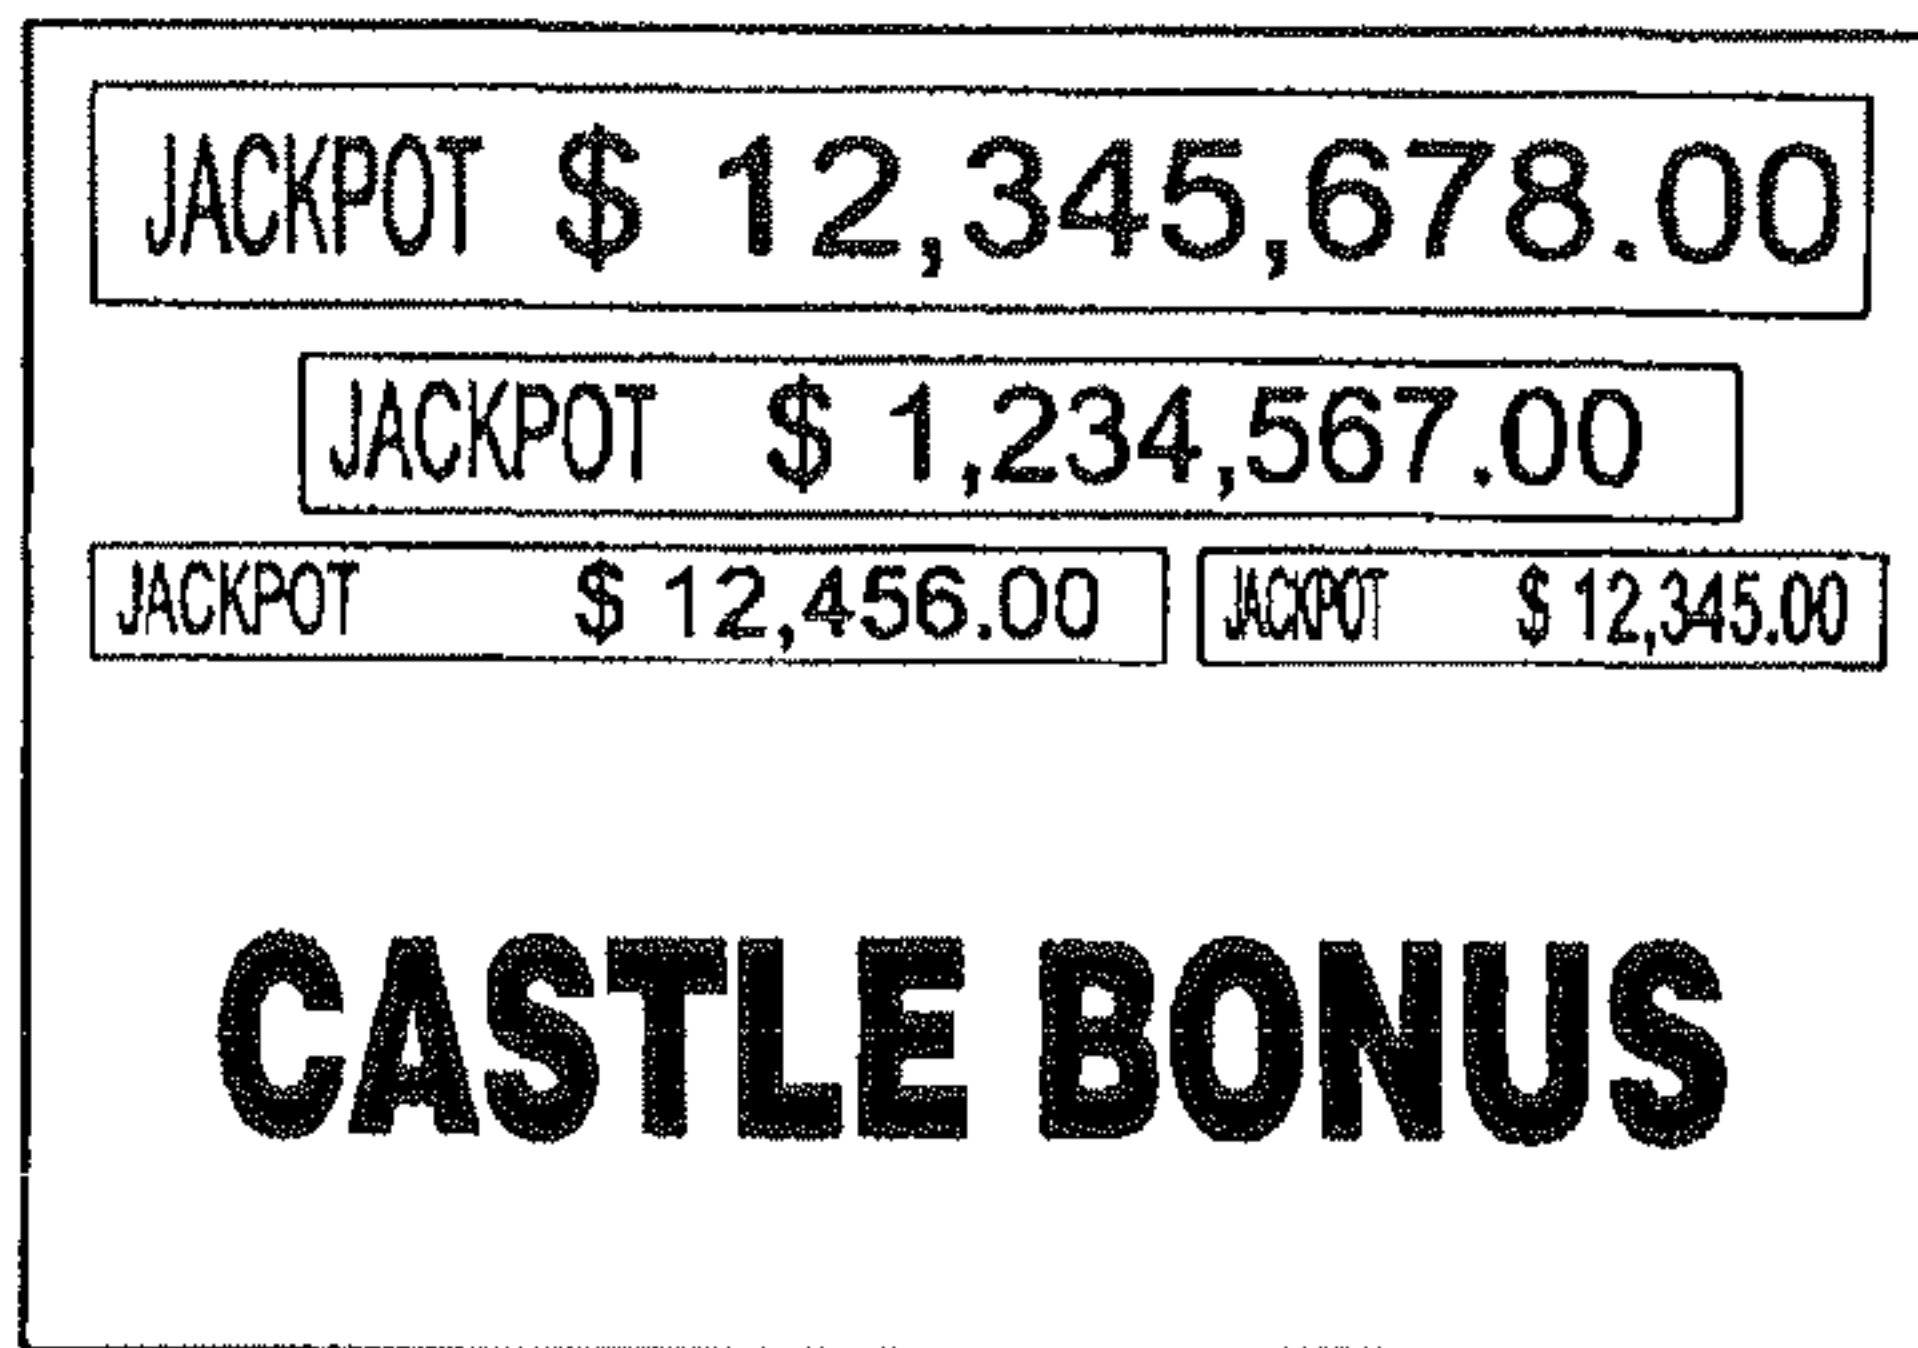 JACKPOT $ 12,345,678.00
JACKPOT $ 1,234,567.00
JACKPOT $ 12,456.00 JACKPOT $ 12,345.00
CASTLE BONUS